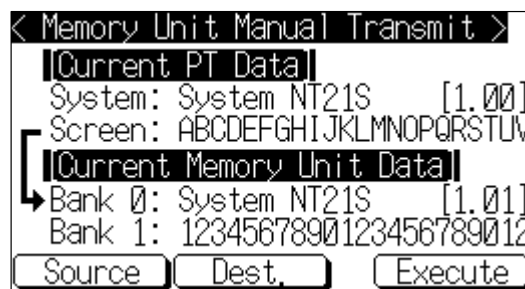 < Memory Unit Manual Transmit >
[Current PT Data]
System: System NT21S [1.00]
Screen: ABCDEFGHIJKLMNOPQRSTUV
[Current Memory Unit Data]
Bank 0: System NT21S [1.01]
Bank 1: 1234567890123456789012
Source Dest. Execute